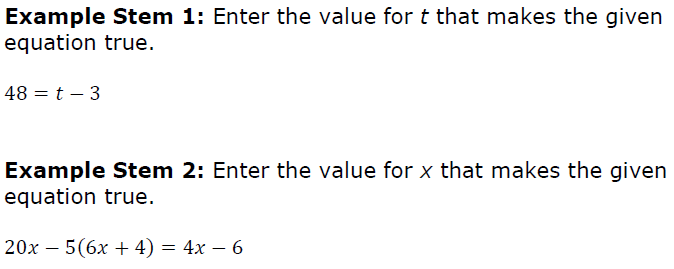 Example Stem 1: Enter the value for t that makes the given
equation true.
48 = t − 3
Example Stem 2: Enter the value for x that makes the given
equation true.
20x − 5(6x + 4) = 4x − 6